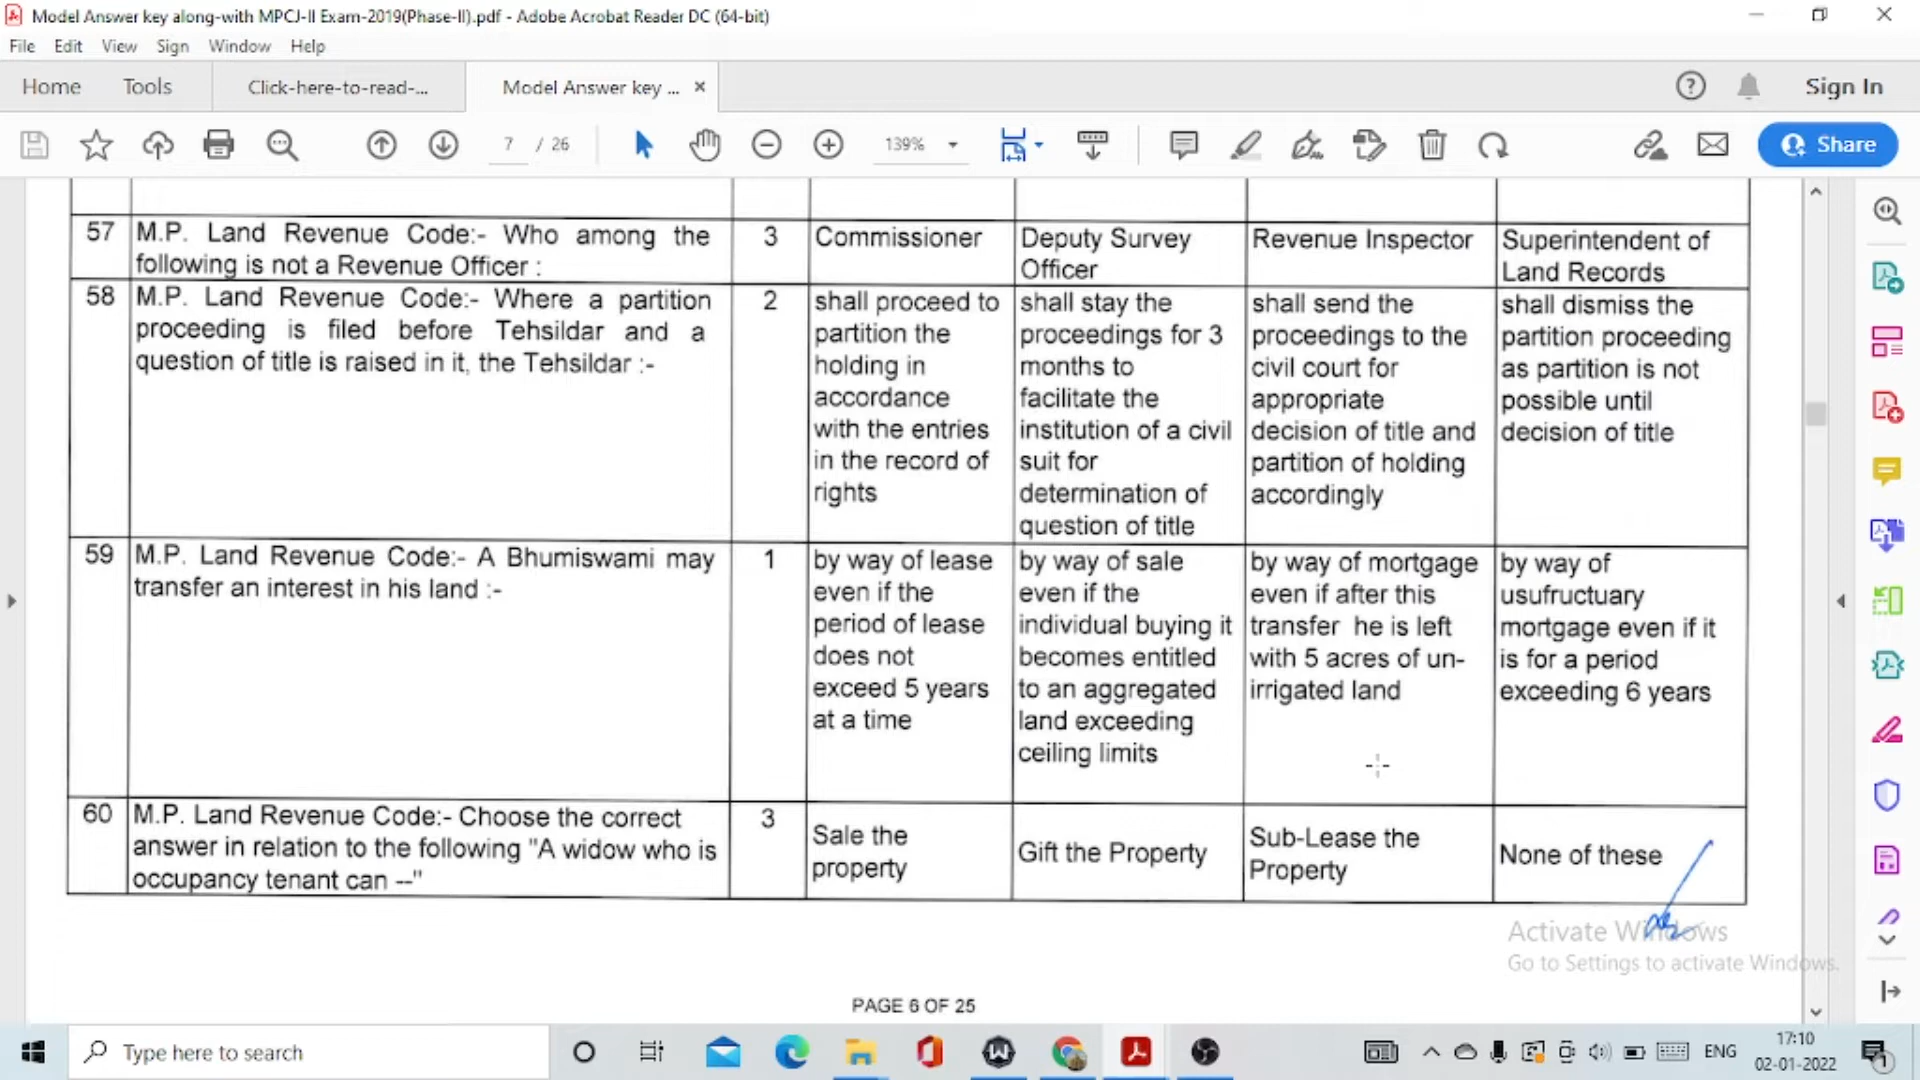 Model Answer key along-with MPCJ-II Exam-2019(Phase-II).pdf - Adobe Acrobat Reader DC (64-bit)
File Edit View Sign Window Help
Home Tools Click-here-to-read-... Model Answer key ... × Sign In
7 / 26 139% Share
57 M.P. Land Revenue Code:- Who among the following is not a Revenue Officer : 3 Commissioner Deputy Survey Officer Revenue Inspector Superintendent of Land Records
58 M.P. Land Revenue Code:- Where a partition proceeding is filed before Tehsildar and a question of title is raised in it, the Tehsildar :- 2 shall proceed to partition the holding in accordance with the entries in the record of rights shall stay the proceedings for 3 months to facilitate the institution of a civil suit for determination of question of title shall send the proceedings to the civil court for appropriate decision of title and partition of holding accordingly shall dismiss the partition proceeding as partition is not possible until decision of title
59 M.P. Land Revenue Code:- A Bhumiswami may transfer an interest in his land :- 1 by way of lease even if the period of lease does not exceed 5 years at a time by way of sale even if the individual buying it becomes entitled to an aggregated land exceeding ceiling limits by way of mortgage even if after this transfer he is left with 5 acres of un-irrigated land by way of usufructuary mortgage even if it is for a period exceeding 6 years
60 M.P. Land Revenue Code:- Choose the correct answer in relation to the following "A widow who is occupancy tenant can --" 3 Sale the property Gift the Property Sub-Lease the Property None of these
Activate Windows
Go to Settings to activate Windows.
PAGE 6 OF 25
Type here to search
ENG
17:10
02-01-2022
1